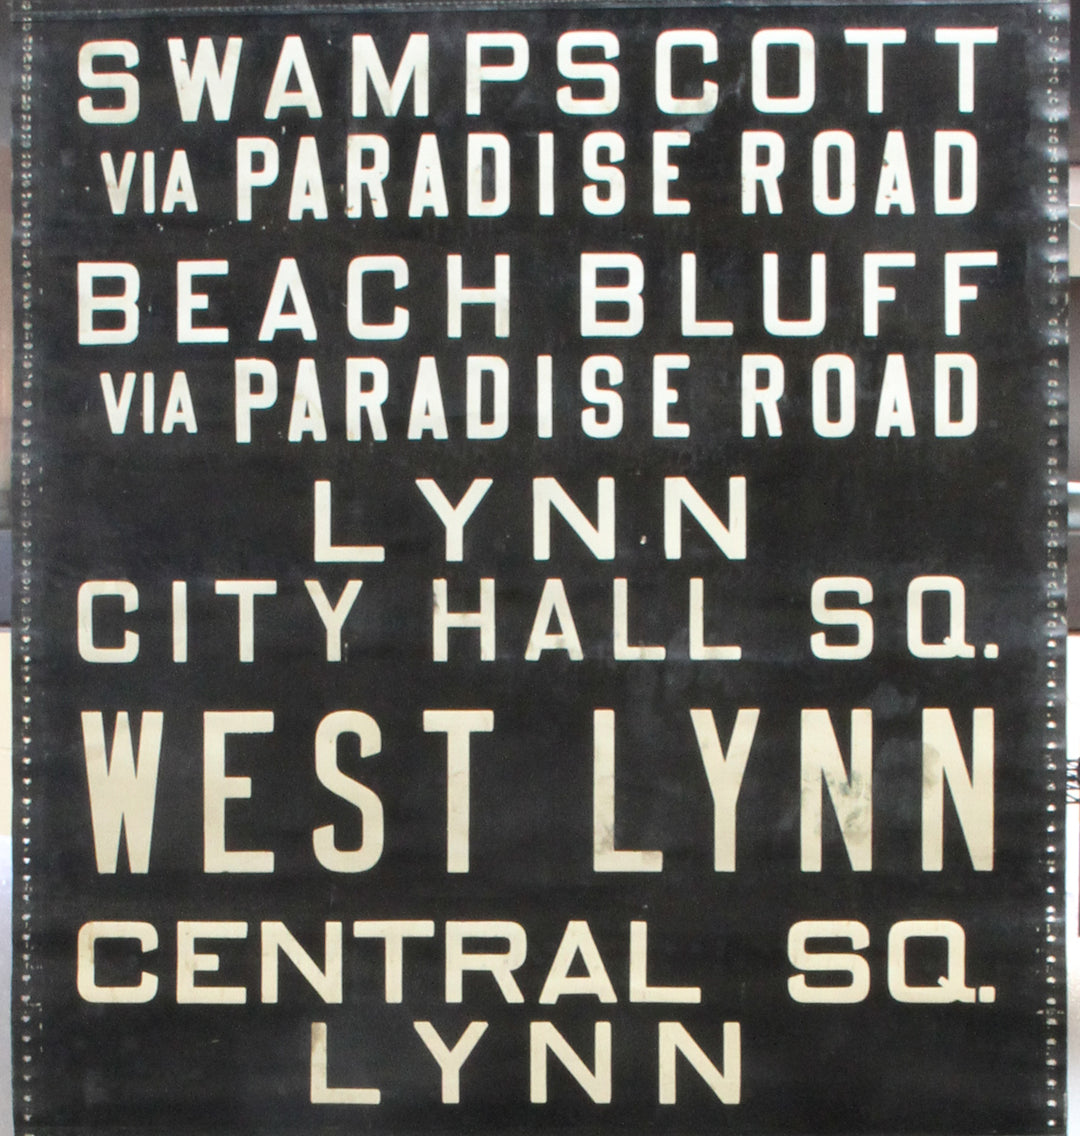 SWAMPSCOTT
VIA PARADISE ROAD
BEACH BLUFF
VIA PARADISE ROAD
LYNN
CITY HALL SQ.
WEST LYNN
CENTRAL SQ.
LYNN